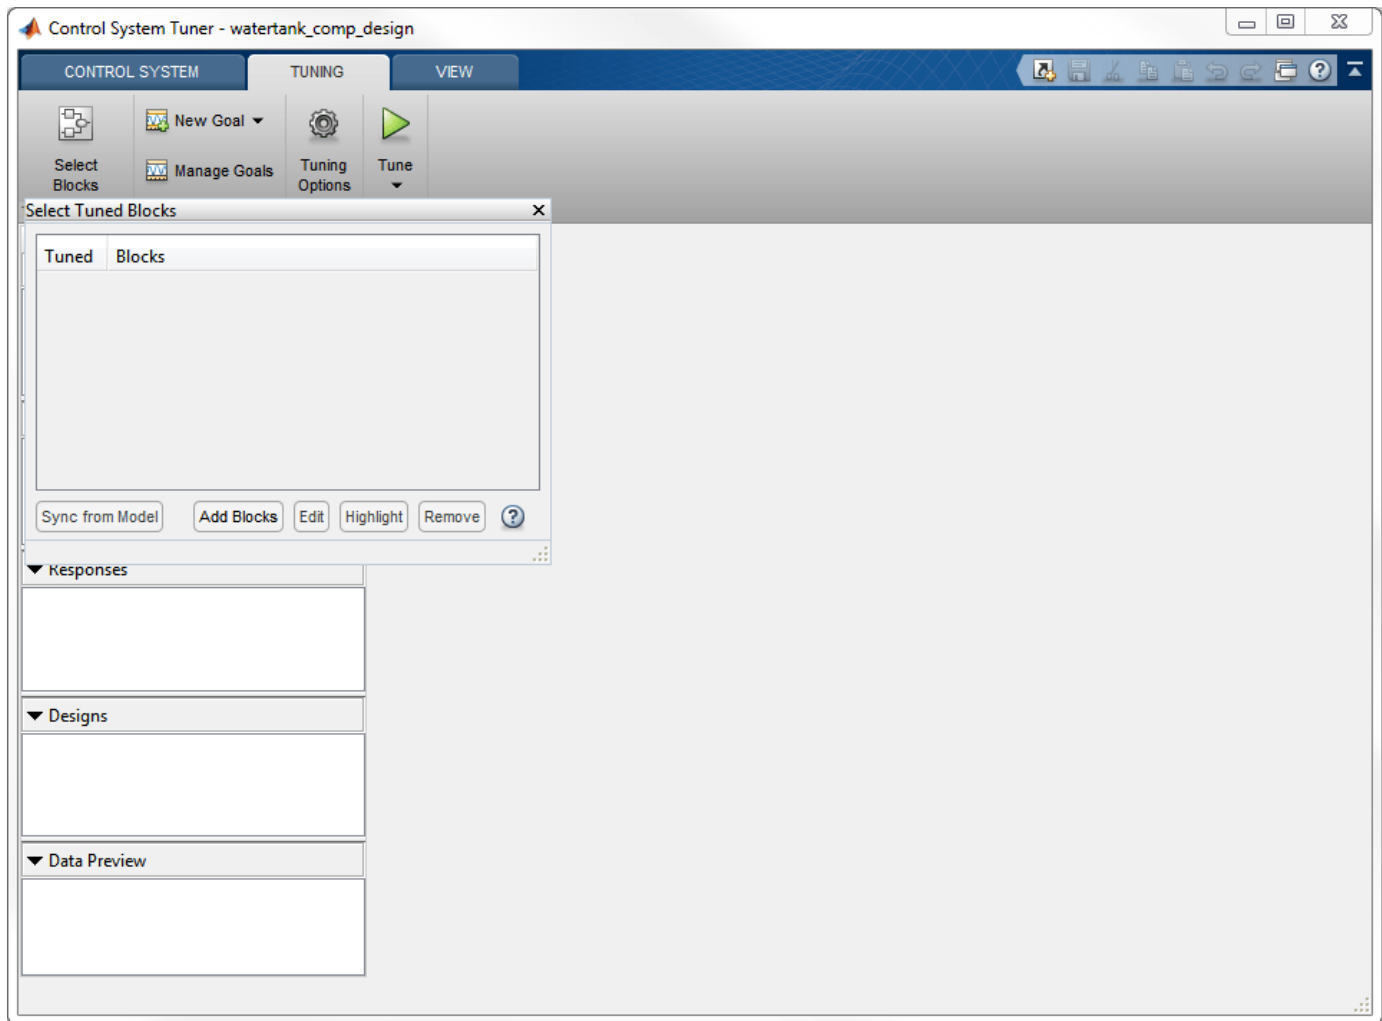 Control System Tuner - watertank_comp_design
CONTROL SYSTEM TUNING VIEW
New Goal
Manage Goals
Select Blocks
Tuning Options
Tune
Select Tuned Blocks
Tuned Blocks
Sync from Model Add Blocks Edit Highlight Remove
Responses
Designs
Data Preview